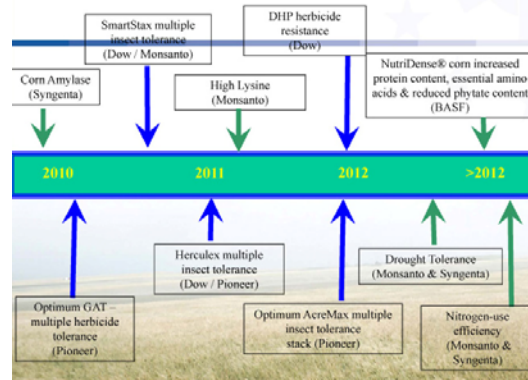 SmartStax multiple
insect tolerance
(Dow / Monsanto)
DHP herbicide
resistance
(Dow)
Corn Amylase
(Syngenta)
High Lysine
(Monsanto)
NutriDense® corn increased
protein content, essential amino-
acids & reduced phytate content
(BASF)
2010
2011
2012
>2012
Herculex multiple
insect tolerance
(Dow / Pioneer)
Drought Tolerance
(Monsanto & Syngenta)
Optimum GAT –
multiple herbicide
tolerance
(Pioneer)
Optimum AcreMax multiple
insect tolerance
stack (Pioneer)
Nitrogen-use
efficiency
(Monsanto &
Syngenta)